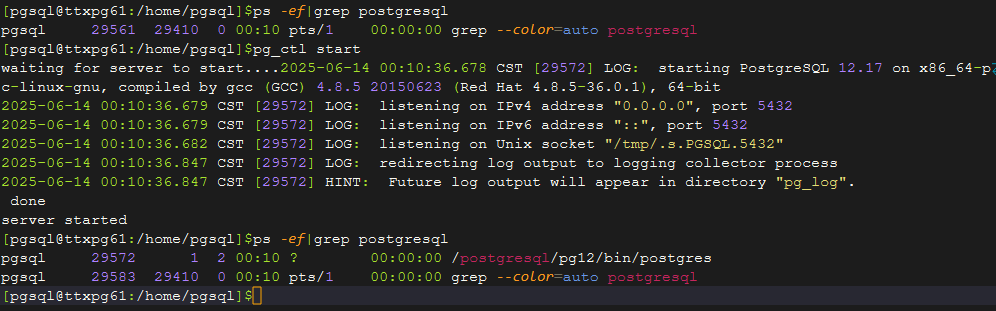 [pgsql@ttxpg61:/home/pgsql]$ps -ef|grep postgresql
pgsql     29561  29410  0 00:10 pts/1    00:00:00 grep --color=auto postgresql
[pgsql@ttxpg61:/home/pgsql]$pg_ctl start
waiting for server to start....2025-06-14 00:10:36.678 CST [29572] LOG:  starting PostgreSQL 12.17 on x86_64-p
c-linux-gnu, compiled by gcc (GCC) 4.8.5 20150623 (Red Hat 4.8.5-36.0.1), 64-bit
2025-06-14 00:10:36.679 CST [29572] LOG:  listening on IPv4 address "0.0.0.0", port 5432
2025-06-14 00:10:36.679 CST [29572] LOG:  listening on IPv6 address "::", port 5432
2025-06-14 00:10:36.682 CST [29572] LOG:  listening on Unix socket "/tmp/.s.PGSQL.5432"
2025-06-14 00:10:36.847 CST [29572] LOG:  redirecting log output to logging collector process
2025-06-14 00:10:36.847 CST [29572] HINT:  Future log output will appear in directory "pg_log".
 done
server started
[pgsql@ttxpg61:/home/pgsql]$ps -ef|grep postgresql
pgsql     29572      1  2 00:10 ?        00:00:00 /postgresql/pg12/bin/postgres
pgsql     29583  29410  0 00:10 pts/1    00:00:00 grep --color=auto postgresql
[pgsql@ttxpg61:/home/pgsql]$